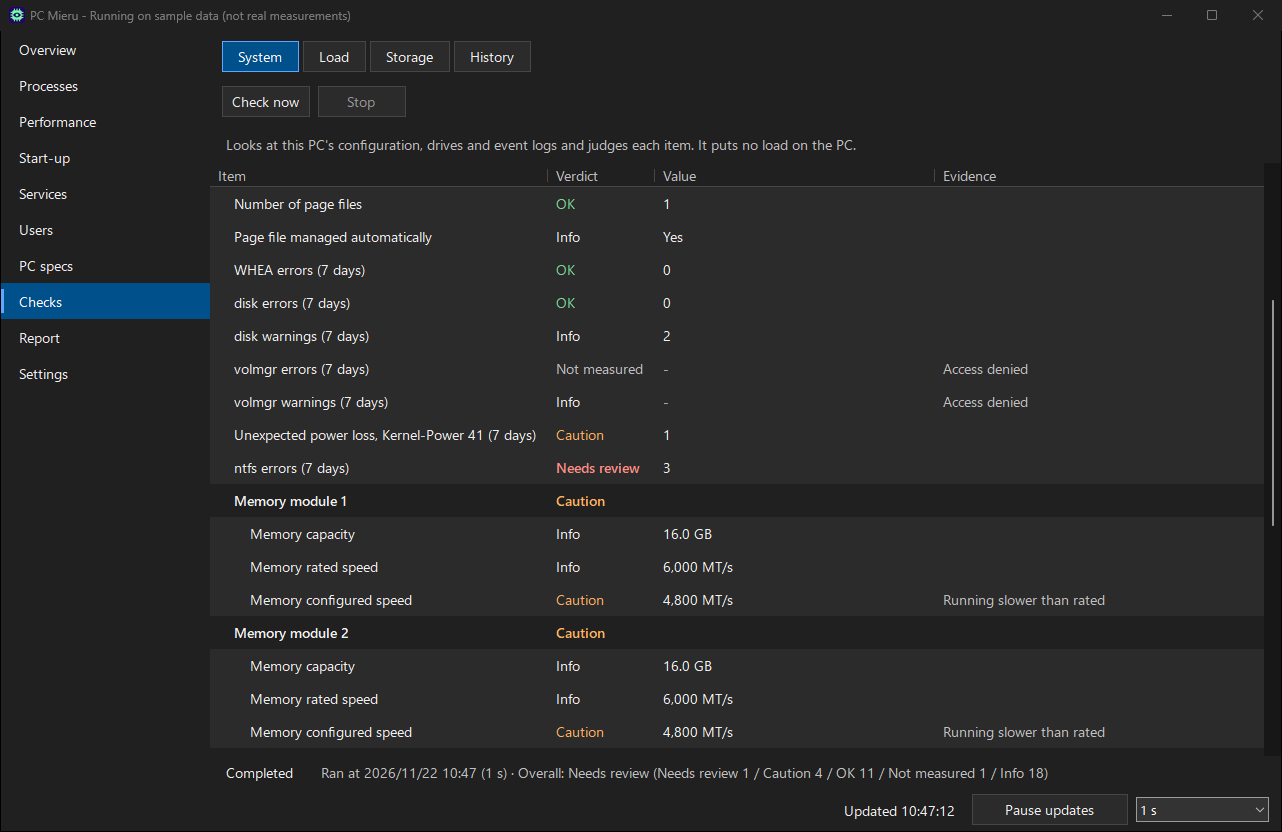 PC Mieru - Running on sample data (not real measurements)
Overview
Processes
Performance
Start-up
Services
Users
PC specs
Checks
Report
Settings
System Load Storage History
Check now Stop
Looks at this PC's configuration, drives and event logs and judges each item. It puts no load on the PC.
Item Verdict Value Evidence
Number of page files OK 1
Page file managed automatically Info Yes
WHEA errors (7 days) OK 0
disk errors (7 days) OK 0
disk warnings (7 days) Info 2
volmgr errors (7 days) Not measured - Access denied
volmgr warnings (7 days) Info - Access denied
Unexpected power loss, Kernel-Power 41 (7 days) Caution 1
ntfs errors (7 days) Needs review 3
Memory module 1 Caution
Memory capacity Info 16.0 GB
Memory rated speed Info 6,000 MT/s
Memory configured speed Caution 4,800 MT/s Running slower than rated
Memory module 2 Caution
Memory capacity Info 16.0 GB
Memory rated speed Info 6,000 MT/s
Memory configured speed Caution 4,800 MT/s Running slower than rated
Completed Ran at 2026/11/22 10:47 (1 s) · Overall: Needs review (Needs review 1 / Caution 4 / OK 11 / Not measured 1 / Info 18)
Updated 10:47:12 Pause updates 1 s